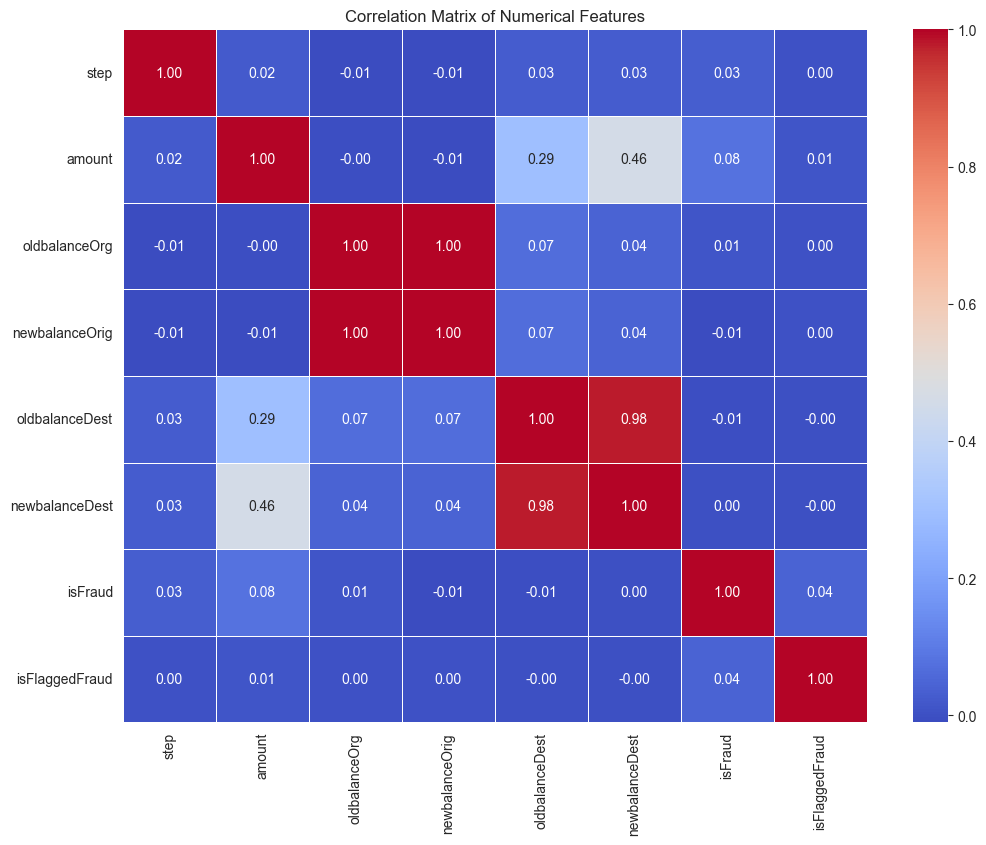 Correlation Matrix of Numerical Features
step 1.00 0.02 -0.01 -0.01 0.03 0.03 0.03 0.00
amount 0.02 1.00 -0.00 -0.01 0.29 0.46 0.08 0.01
oldbalanceOrg -0.01 -0.00 1.00 1.00 0.07 0.04 0.01 0.00
newbalanceOrig -0.01 -0.01 1.00 1.00 0.07 0.04 -0.01 0.00
oldbalanceDest 0.03 0.29 0.07 0.07 1.00 0.98 -0.01 -0.00
newbalanceDest 0.03 0.46 0.04 0.04 0.98 1.00 0.00 -0.00
isFraud 0.03 0.08 0.01 -0.01 -0.01 0.00 1.00 0.04
isFlaggedFraud 0.00 0.01 0.00 0.00 -0.00 -0.00 0.04 1.00
step
amount
oldbalanceOrg
newbalanceOrig
oldbalanceDest
newbalanceDest
isFraud
isFlaggedFraud
1.0
0.8
0.6
0.4
0.2
0.0